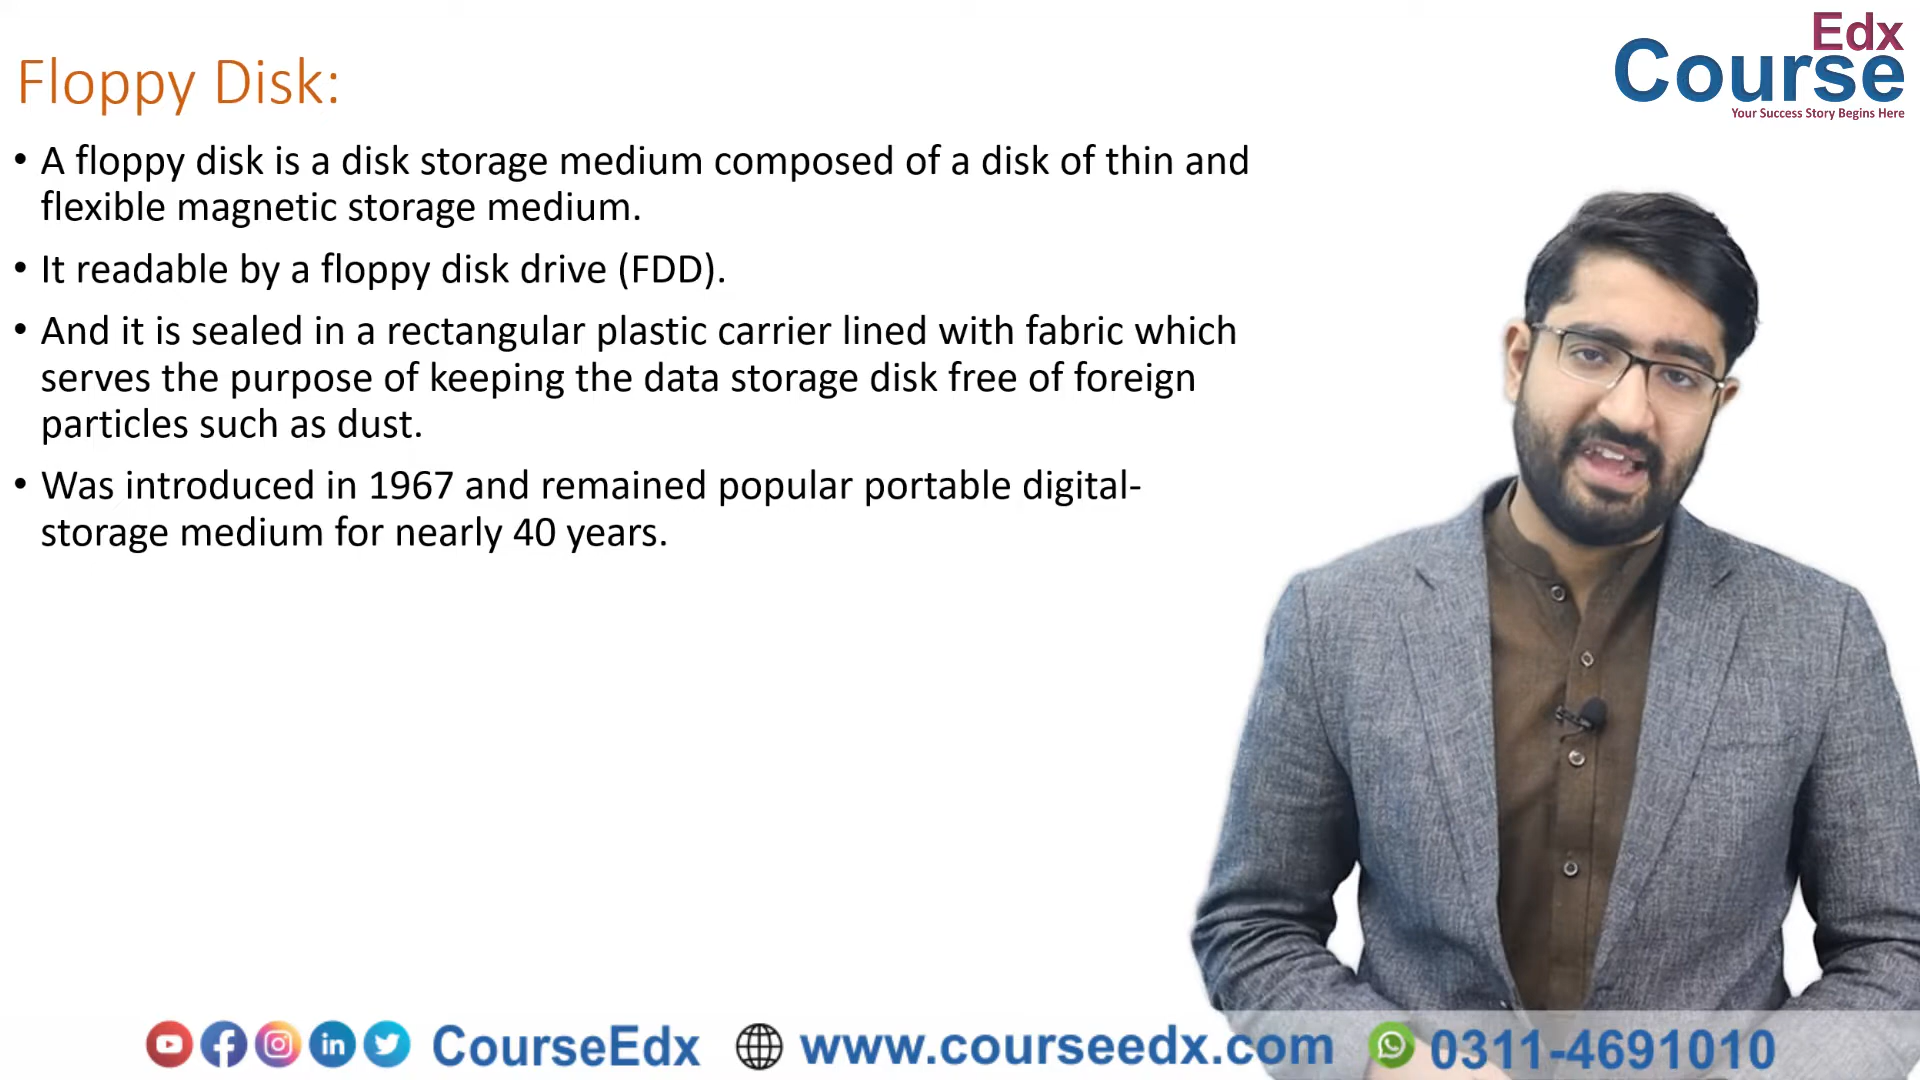 Edx
Course
Your Success Story Begins Here
Floppy Disk:
• A floppy disk is a disk storage medium composed of a disk of thin and
flexible magnetic storage medium.
• It readable by a floppy disk drive (FDD).
• And it is sealed in a rectangular plastic carrier lined with fabric which
serves the purpose of keeping the data storage disk free of foreign
particles such as dust.
• Was introduced in 1967 and remained popular portable digital-
storage medium for nearly 40 years.
CourseEdx www.courseedx.com 0311-4691010